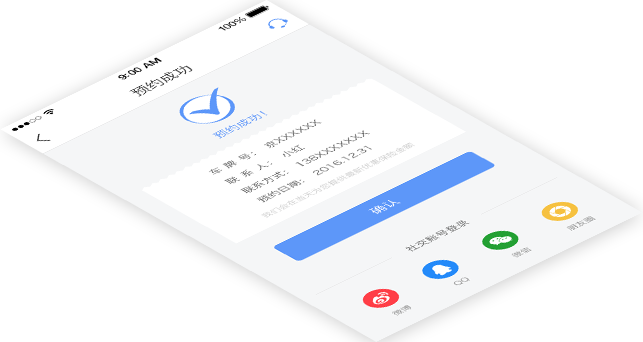 9:00 AM
100%
预约成功
预约成功！
车 牌 号： 京XXXXXX
联 系 人： 小红
联系方式： 138XXXXXXXX
预约日期： 2016.12.31
确认
社交账号登录
微博
QQ
微信
朋友圈